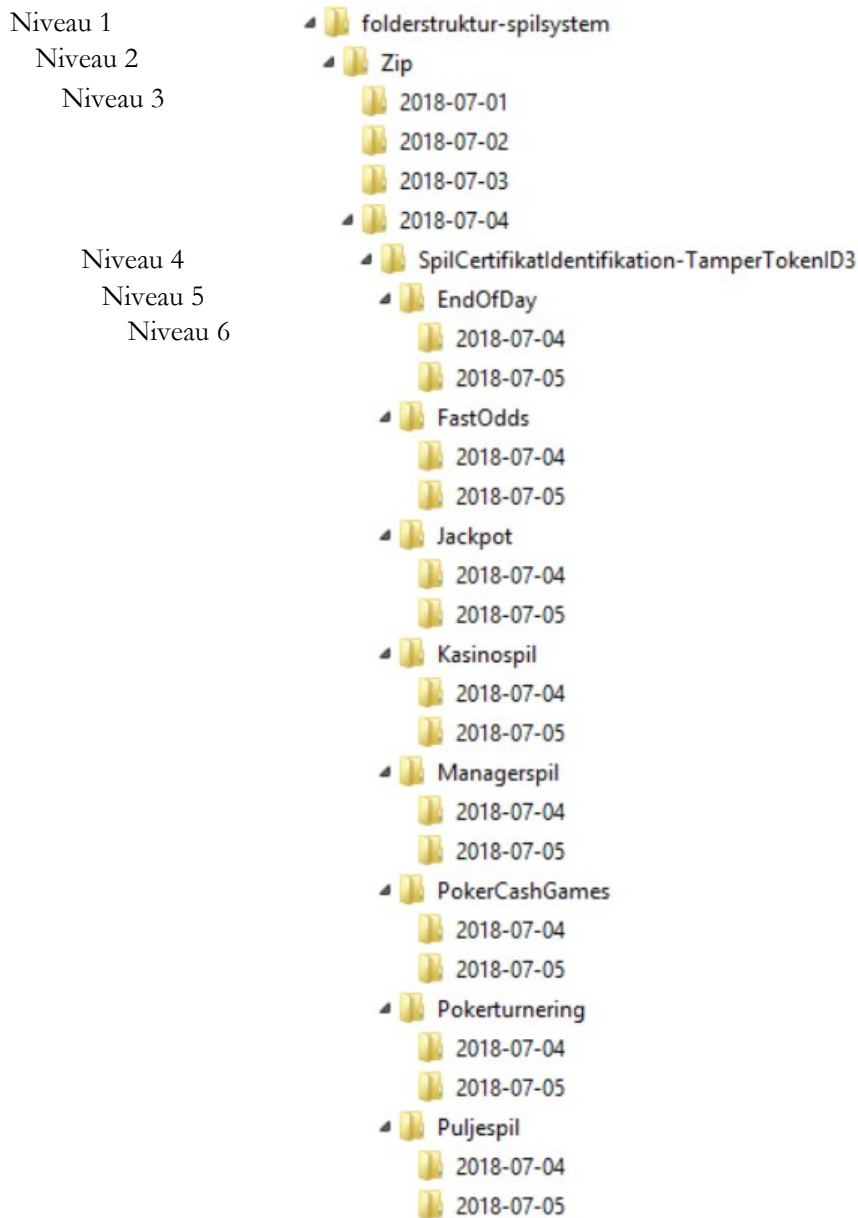 Niveau 1 folderstruktur-spilsystem
Niveau 2 Zip
Niveau 3 2018-07-01
2018-07-02
2018-07-03
2018-07-04
Niveau 4 SpilCertifikatIdentifikation-TamperTokenID3
Niveau 5 EndOfDay
Niveau 6 2018-07-04
2018-07-05
FastOdds
2018-07-04
2018-07-05
Jackpot
2018-07-04
2018-07-05
Kasinospil
2018-07-04
2018-07-05
Managerspil
2018-07-04
2018-07-05
PokerCashGames
2018-07-04
2018-07-05
Pokerturnering
2018-07-04
2018-07-05
Puljespil
2018-07-04
2018-07-05